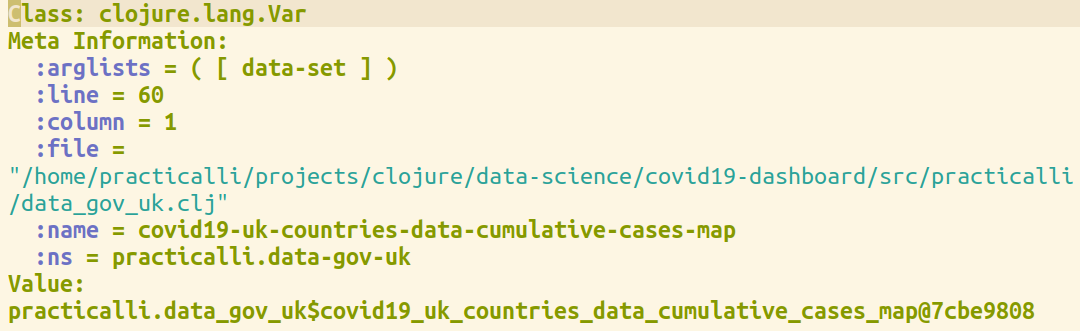 Class: clojure.lang.Var
Meta Information:
  :arglists = ( [ data-set ] )
  :line = 60
  :column = 1
  :file =
"/home/practicalli/projects/clojure/data-science/covid19-dashboard/src/practicalli
/data_gov_uk.clj"
  :name = covid19-uk-countries-data-cumulative-cases-map
  :ns = practicalli.data-gov-uk
Value:
practicalli.data_gov_uk$covid19_uk_countries_data_cumulative_cases_map@7cbe9808